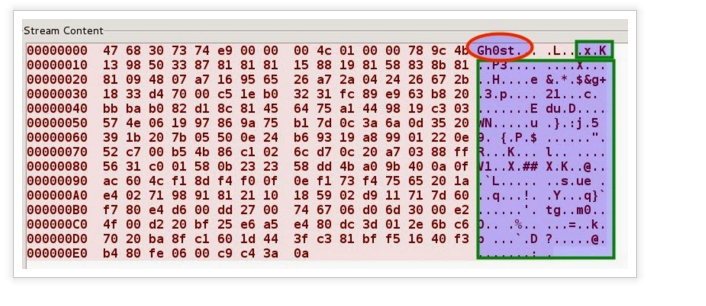 Stream Content
00000000 47 68 30 73 74 e9 00 00 00 4c 01 00 00 78 9c 4b Gh0st... .L...x.K
00000010 13 98 50 33 87 81 81 81 15 88 19 81 58 83 8b 81 ..P3.... ....X...
00000020 81 09 48 07 a7 16 95 65 26 a7 2a 04 24 26 67 2b ..H....e &.*.$&g+
00000030 18 33 d4 70 00 c5 1e b0 32 31 fc 89 e9 63 b8 20 .3.p.... 21...c.
00000040 bb ba b0 82 d1 8c 81 45 64 75 a1 44 98 19 c3 03 .......E du.D....
00000050 57 4e 06 19 97 86 9a 75 b1 7d 0c 3a 6a 0d 35 20 WN.....u .}.:j.5
00000060 39 1b 20 7b 05 50 0e 24 b6 93 19 a8 99 01 22 0e 9. {.P.$ ......".
00000070 52 c7 00 b5 4b 86 c1 02 6c d7 0c 20 a7 03 88 ff R...K... l.. ....
00000080 56 31 c0 01 58 0b 23 23 58 dd 4b a0 9b 40 0a 0f V1..X.## X.K..@..
00000090 ac 60 4c f1 8d f4 f0 0f 0e f1 73 f4 75 65 20 1a .`L..... ..s.ue .
000000A0 e4 02 71 98 91 81 21 10 18 59 02 d9 11 71 7d 60 ..q...!. .Y...q}`
000000B0 f7 80 e4 d6 00 dd 27 00 74 67 06 d0 6d 30 00 e2 ......'. tg..m0..
000000C0 4f 00 d2 20 bf 25 e6 a5 e4 80 dc 3d 01 2e 6b c6 O.. .%.. ...=..k.
000000D0 70 20 ba 8f c1 60 1d 44 3f c3 81 bf f5 16 40 f3 p ...`.D ?.....@.
000000E0 b4 80 fe 06 00 c9 c4 3a 0a .......: .